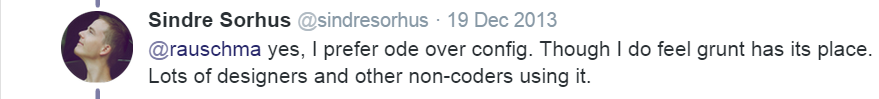 Sindre Sorhus @sindresorhus · 19 Dec 2013
@rauschma yes, I prefer ode over config. Though I do feel grunt has its place.
Lots of designers and other non-coders using it.